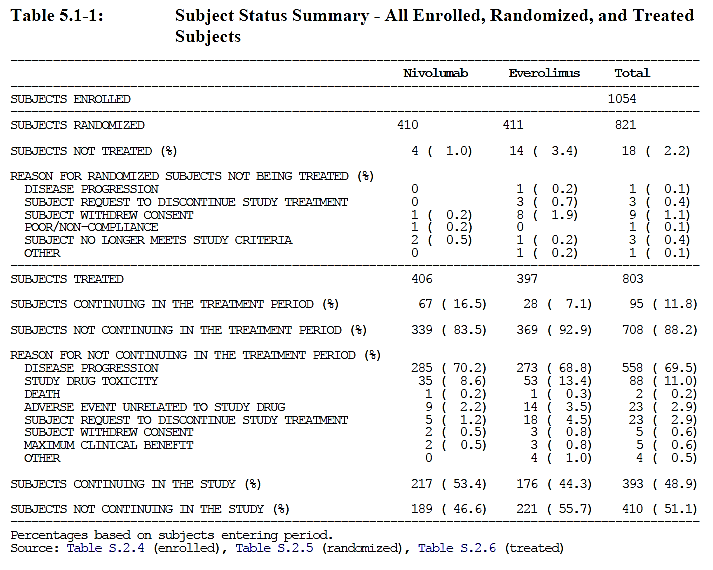 Table 5.1-1: Subject Status Summary - All Enrolled, Randomized, and Treated
Subjects
Nivolumab Everolimus Total
SUBJECTS ENROLLED 1054
SUBJECTS RANDOMIZED 410 411 821
SUBJECTS NOT TREATED (%) 4 ( 1.0) 14 ( 3.4) 18 ( 2.2)
REASON FOR RANDOMIZED SUBJECTS NOT BEING TREATED (%)
DISEASE PROGRESSION 0 1 ( 0.2) 1 ( 0.1)
SUBJECT REQUEST TO DISCONTINUE STUDY TREATMENT 0 3 ( 0.7) 3 ( 0.4)
SUBJECT WITHDREW CONSENT 1 ( 0.2) 8 ( 1.9) 9 ( 1.1)
POOR/NON-COMPLIANCE 1 ( 0.2) 0 1 ( 0.1)
SUBJECT NO LONGER MEETS STUDY CRITERIA 2 ( 0.5) 1 ( 0.2) 3 ( 0.4)
OTHER 0 1 ( 0.2) 1 ( 0.1)
SUBJECTS TREATED 406 397 803
SUBJECTS CONTINUING IN THE TREATMENT PERIOD (%) 67 ( 16.5) 28 ( 7.1) 95 ( 11.8)
SUBJECTS NOT CONTINUING IN THE TREATMENT PERIOD (%) 339 ( 83.5) 369 ( 92.9) 708 ( 88.2)
REASON FOR NOT CONTINUING IN THE TREATMENT PERIOD (%)
DISEASE PROGRESSION 285 ( 70.2) 273 ( 68.8) 558 ( 69.5)
STUDY DRUG TOXICITY 35 ( 8.6) 53 ( 13.4) 88 ( 11.0)
DEATH 1 ( 0.2) 1 ( 0.3) 2 ( 0.2)
ADVERSE EVENT UNRELATED TO STUDY DRUG 9 ( 2.2) 14 ( 3.5) 23 ( 2.9)
SUBJECT REQUEST TO DISCONTINUE STUDY TREATMENT 5 ( 1.2) 18 ( 4.5) 23 ( 2.9)
SUBJECT WITHDREW CONSENT 2 ( 0.5) 3 ( 0.8) 5 ( 0.6)
MAXIMUM CLINICAL BENEFIT 2 ( 0.5) 3 ( 0.8) 5 ( 0.6)
OTHER 0 4 ( 1.0) 4 ( 0.5)
SUBJECTS CONTINUING IN THE STUDY (%) 217 ( 53.4) 176 ( 44.3) 393 ( 48.9)
SUBJECTS NOT CONTINUING IN THE STUDY (%) 189 ( 46.6) 221 ( 55.7) 410 ( 51.1)
Percentages based on subjects entering period.
Source: Table S.2.4 (enrolled), Table S.2.5 (randomized), Table S.2.6 (treated)